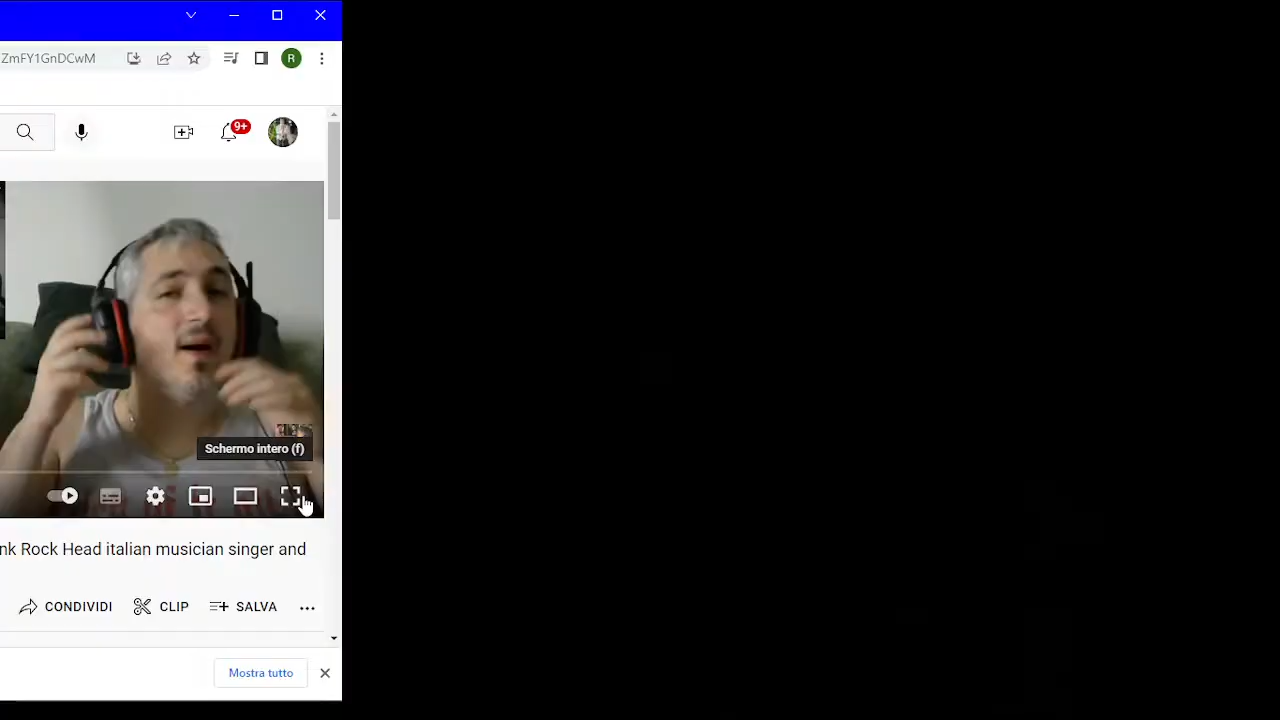 ZmFY1GnDCwM
R
9+
Schermo intero (f)
nk Rock Head italian musician singer and
CONDIVIDI CLIP SALVA
Mostra tutto